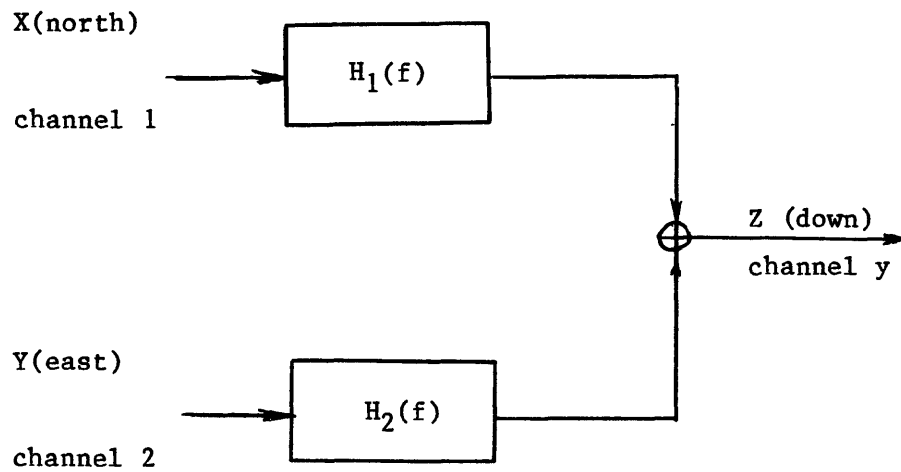 X(north)
H1(f)
channel 1
Z (down)
channel y
Y(east)
H2(f)
channel 2